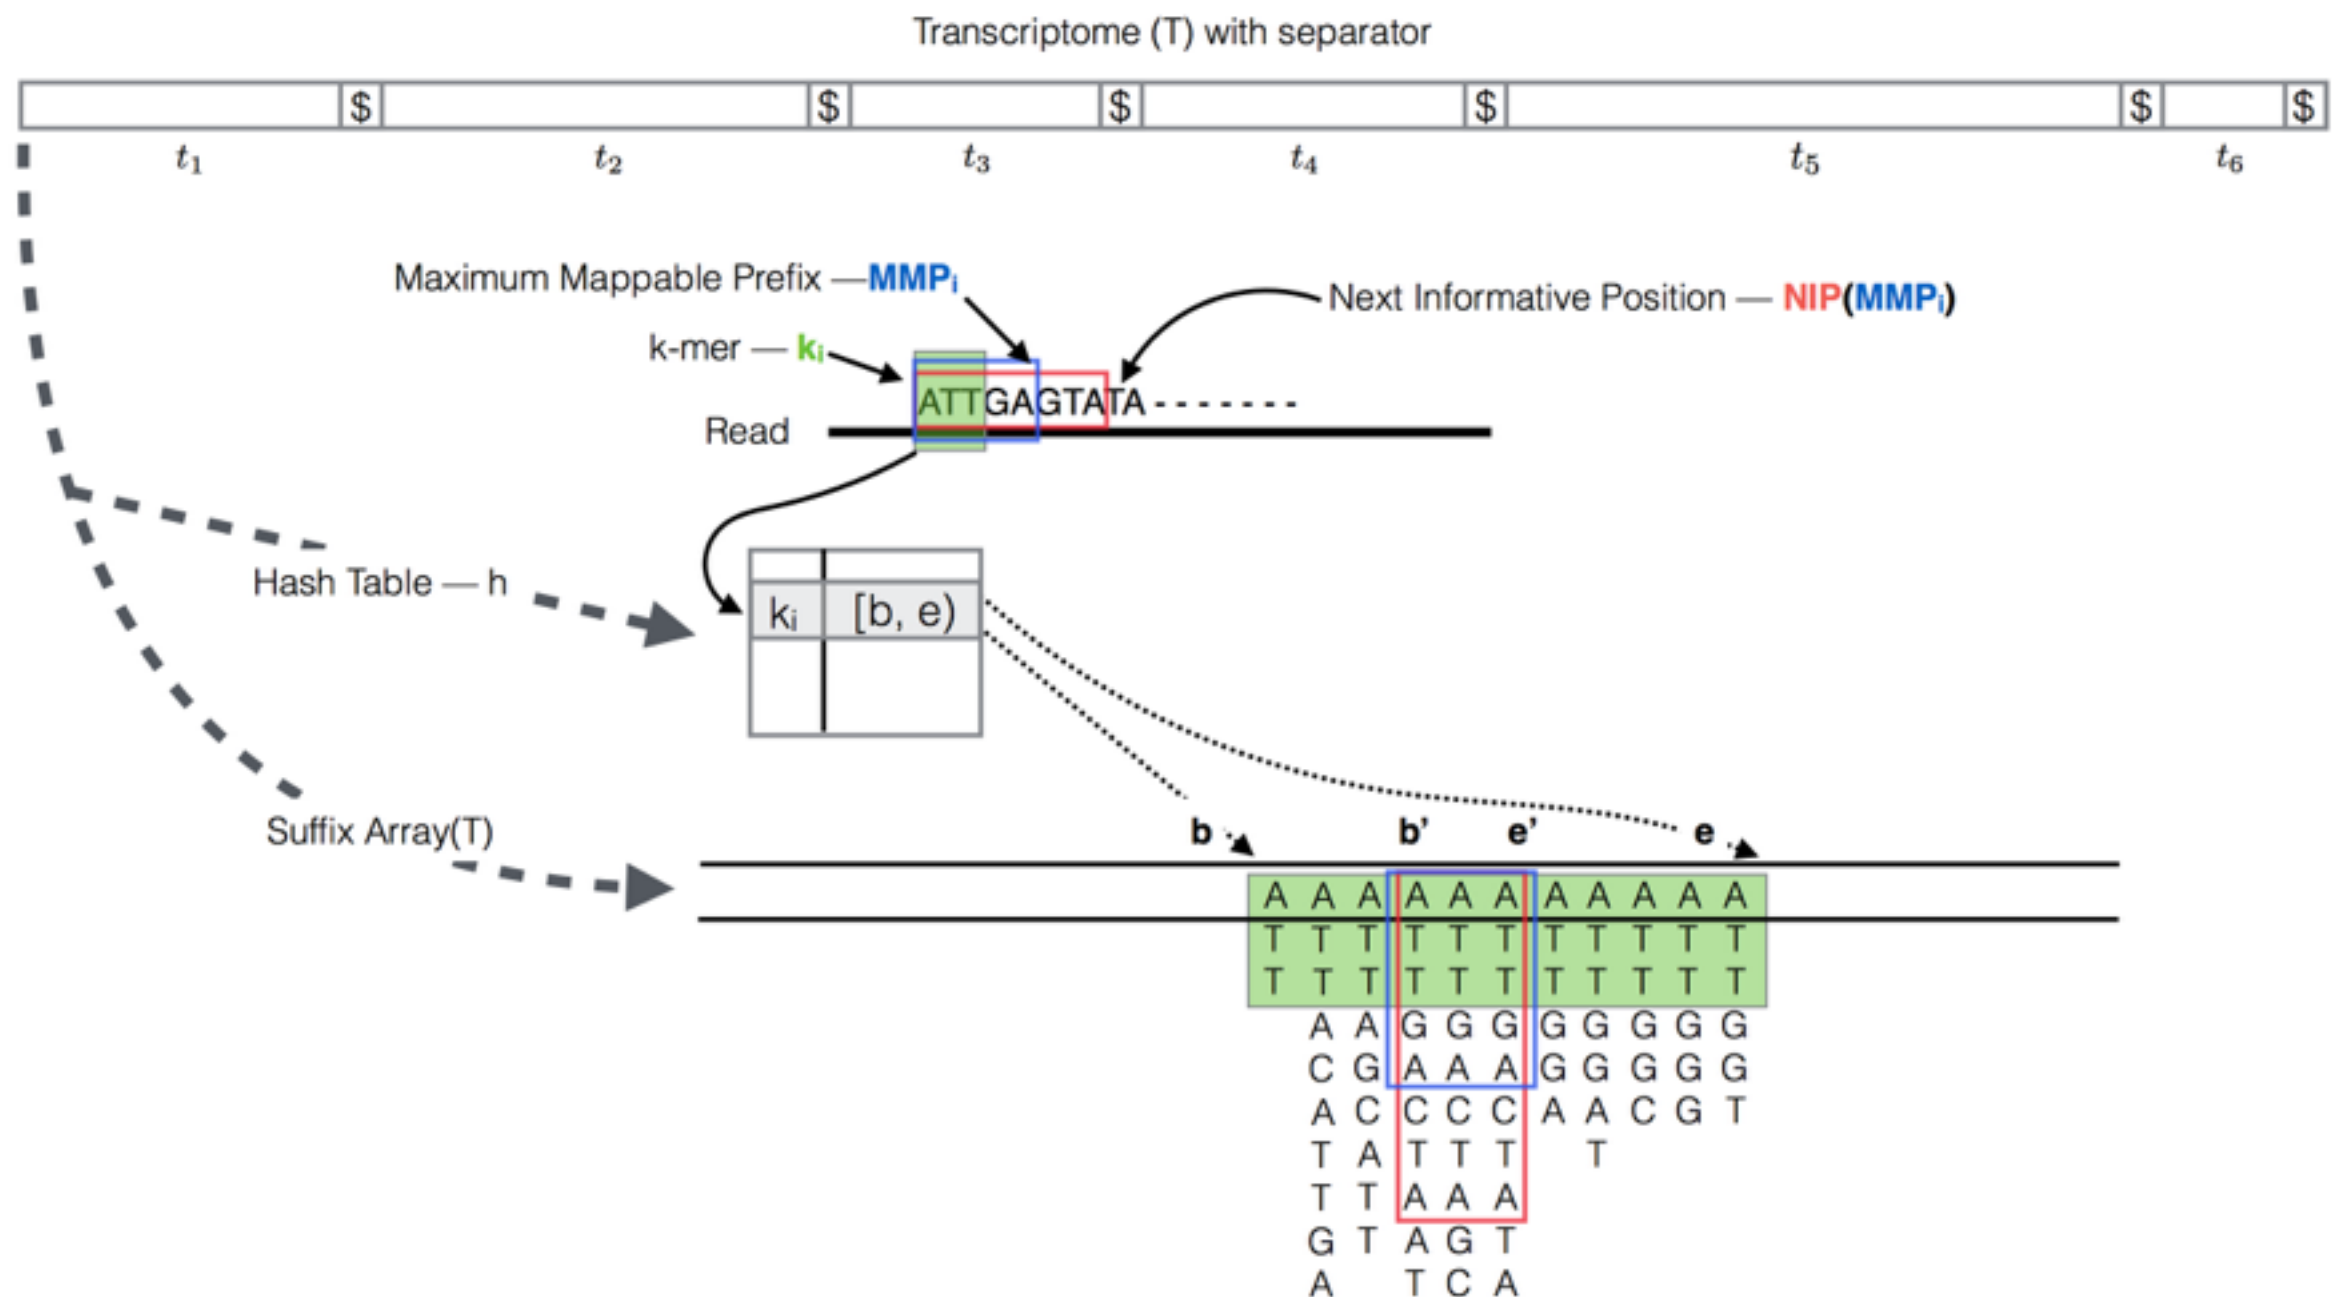 Transcriptome (T) with separator
$ $ $ $ $ $
t1 t2 t3 t4 t5 t6
Maximum Mappable Prefix —MMPi
Next Informative Position — NIP(MMPi)
k-mer — ki
ATTGAGTATA - - - - - - -
Read
Hash Table — h
ki [b, e)
Suffix Array(T)
b b’ e’ e
A A A A A A A A A A A
T T T T T T T T T T T
T T T T T T T T T T T
A A G G G G G G G G
C G A A A G G G G G
A C C C C A A C G T
T A T T T T
T T A A A
G T A G T
A T C A